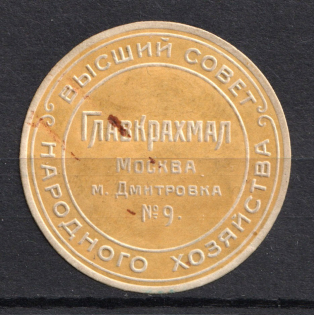 ВЫСШИЙ СОВЕТ
НАРОДНОГО ХОЗЯЙСТВА
ГЛАВКРАХМАЛ
МОСКВА
М. ДМИТРОВКА
№ 9.